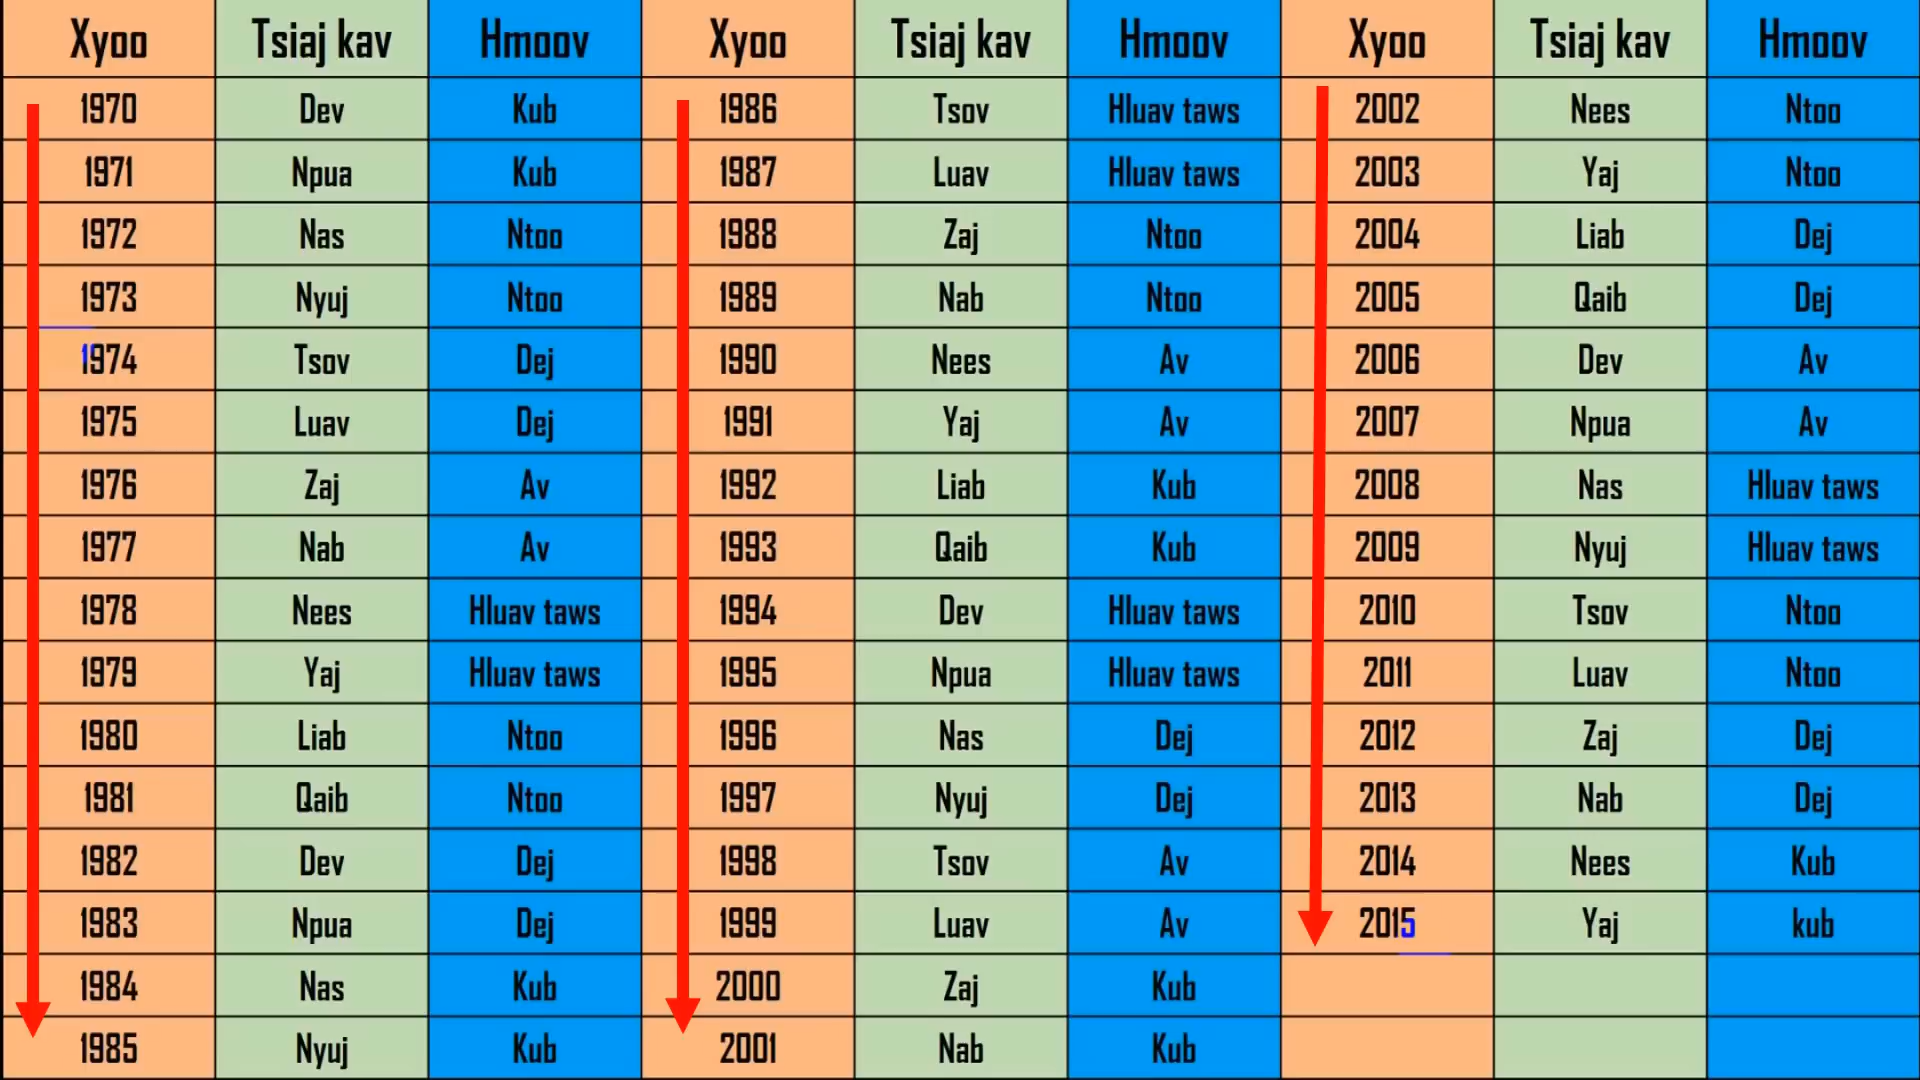 Xyoo Tsiaj kav Hmoov Xyoo Tsiaj kav Hmoov Xyoo Tsiaj kav Hmoov
1970 Dev Kub 1986 Tsov Hluav taws 2002 Nees Ntoo
1971 Npua Kub 1987 Luav Hluav taws 2003 Yaj Ntoo
1972 Nas Ntoo 1988 Zaj Ntoo 2004 Liab Dej
1973 Nyuj Ntoo 1989 Nab Ntoo 2005 Qaib Dej
1974 Tsov Dej 1990 Nees Av 2006 Dev Av
1975 Luav Dej 1991 Yaj Av 2007 Npua Av
1976 Zaj Av 1992 Liab Kub 2008 Nas Hluav taws
1977 Nab Av 1993 Qaib Kub 2009 Nyuj Hluav taws
1978 Nees Hluav taws 1994 Dev Hluav taws 2010 Tsov Ntoo
1979 Yaj Hluav taws 1995 Npua Hluav taws 2011 Luav Ntoo
1980 Liab Ntoo 1996 Nas Dej 2012 Zaj Dej
1981 Qaib Ntoo 1997 Nyuj Dej 2013 Nab Dej
1982 Dev Dej 1998 Tsov Av 2014 Nees Kub
1983 Npua Dej 1999 Luav Av 2015 Yaj kub
1984 Nas Kub 2000 Zaj Kub
1985 Nyuj Kub 2001 Nab Kub